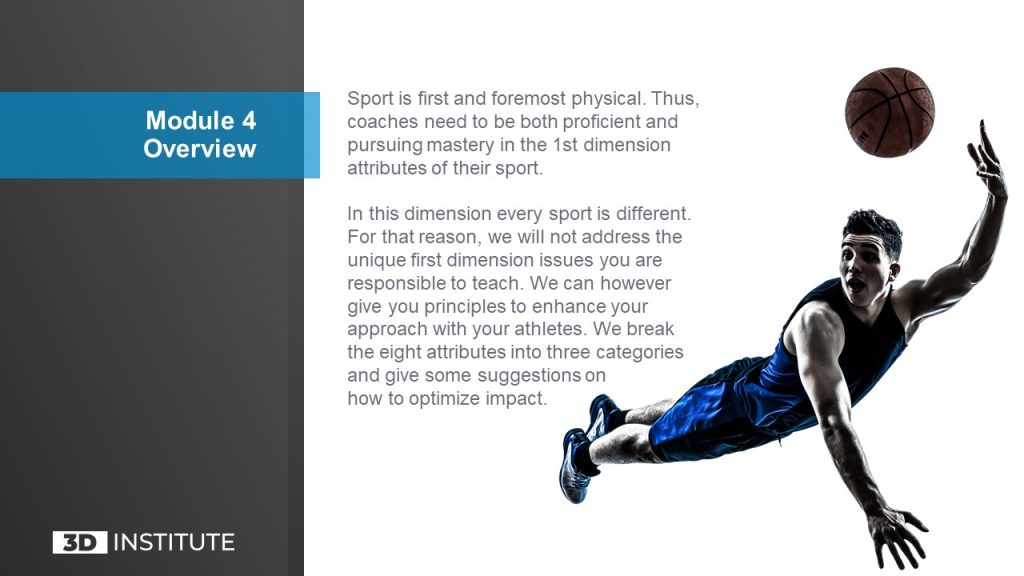 Module 4
Overview
Sport is first and foremost physical. Thus,
coaches need to be both proficient and
pursuing mastery in the 1st dimension
attributes of their sport.
In this dimension every sport is different.
For that reason, we will not address the
unique first dimension issues you are
responsible to teach. We can however
give you principles to enhance your
approach with your athletes. We break
the eight attributes into three categories
and give some suggestions on
how to optimize impact.
3D INSTITUTE